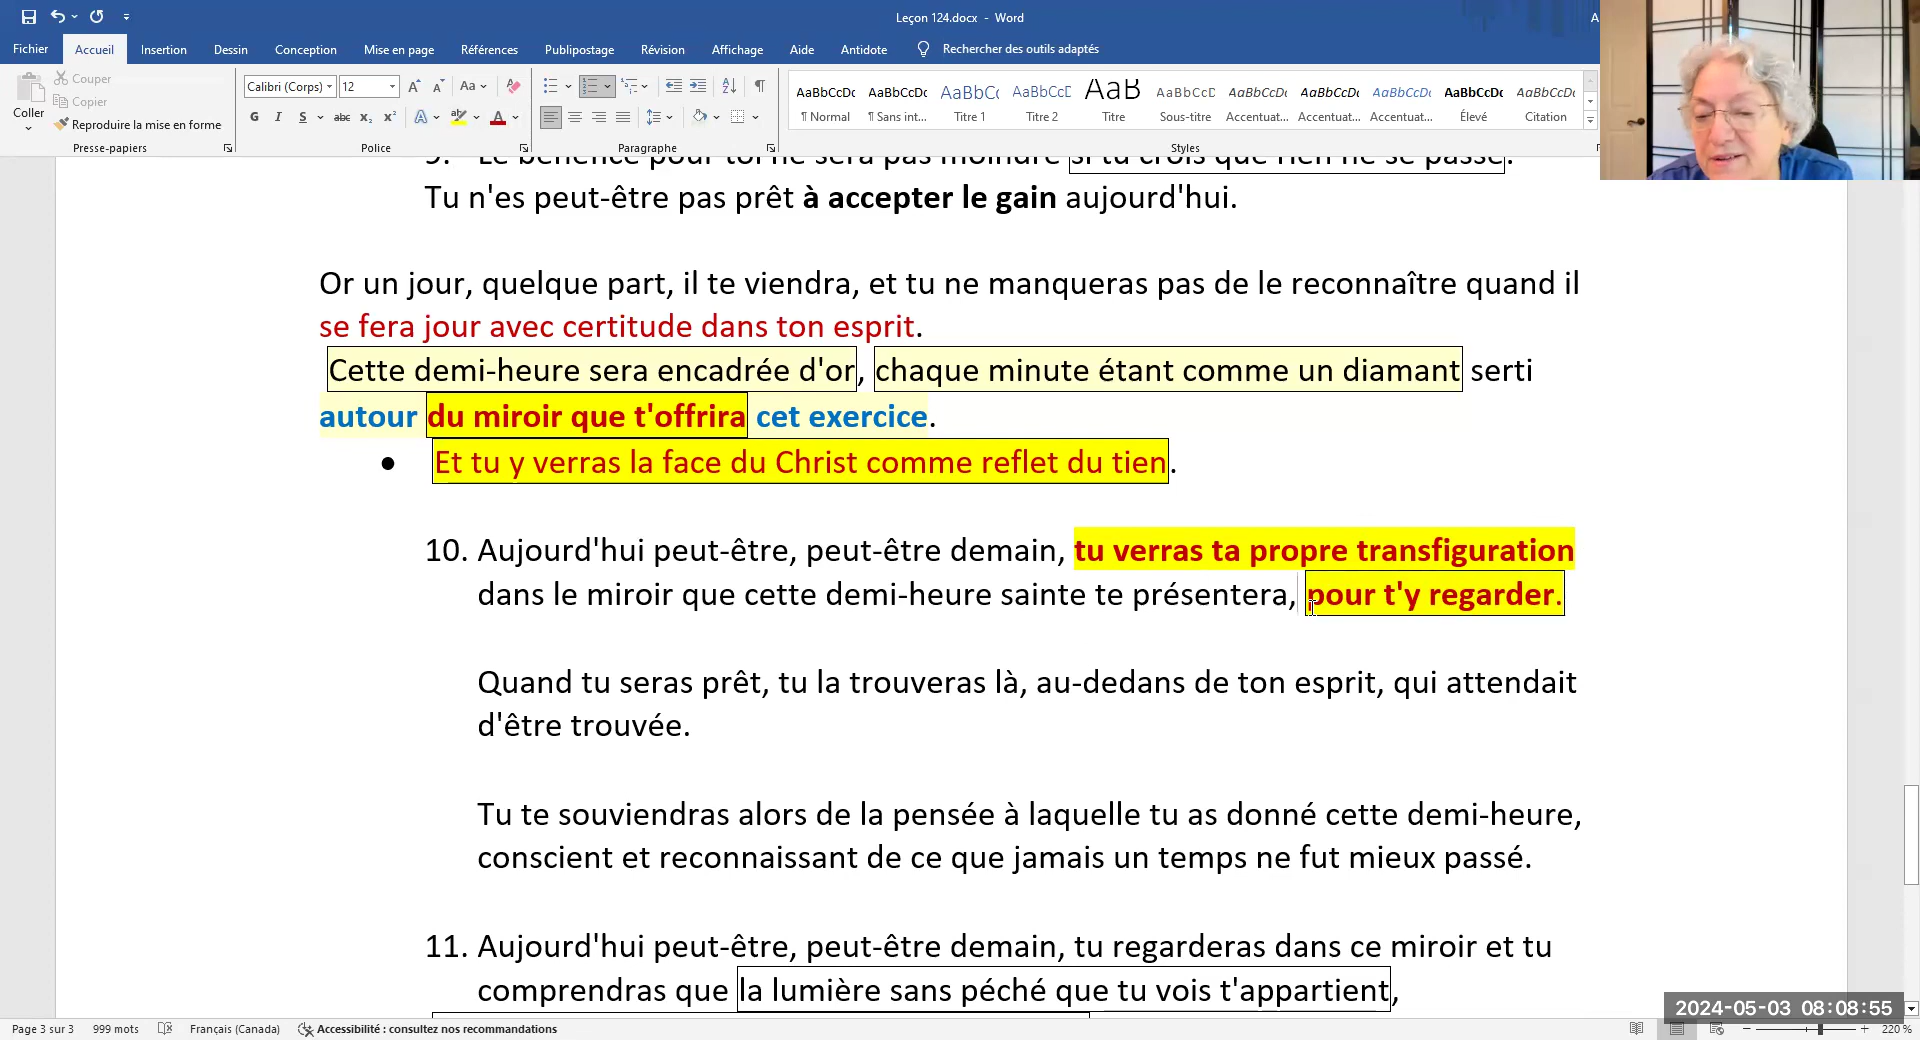 Leçon 124.docx - Word
A
Fichier Accueil Insertion Dessin Conception Mise en page Références Publipostage Révision Affichage Aide Antidote Rechercher des outils adaptés
Coller
Couper
Copier
Reproduire la mise en forme
Presse-papiers
Calibri (Corps) 12
Aa
G I S abc x₂ x² A A
Police
Paragraphe
AaBbCcDc AaBbCcDc AaBbCc AaBbCcD AaB AaBbCcD AaBbCcDc AaBbCcDc AaBbCcDc AaBbCcDc AaBbCcDc
¶ Normal ¶ Sans int... Titre 1 Titre 2 Titre Sous-titre Accentuat... Accentuat... Accentuat... Élevé Citation
Styles
9. Le bénéfice pour toi ne sera pas moindre si tu crois que rien ne se passe.
Tu n'es peut-être pas prêt à accepter le gain aujourd'hui.
Or un jour, quelque part, il te viendra, et tu ne manqueras pas de le reconnaître quand il
se fera jour avec certitude dans ton esprit.
Cette demi-heure sera encadrée d'or, chaque minute étant comme un diamant serti
autour du miroir que t'offrira cet exercice.
● Et tu y verras la face du Christ comme reflet du tien.
10. Aujourd'hui peut-être, peut-être demain, tu verras ta propre transfiguration
dans le miroir que cette demi-heure sainte te présentera, pour t'y regarder.
Quand tu seras prêt, tu la trouveras là, au-dedans de ton esprit, qui attendait
d'être trouvée.
Tu te souviendras alors de la pensée à laquelle tu as donné cette demi-heure,
conscient et reconnaissant de ce que jamais un temps ne fut mieux passé.
11. Aujourd'hui peut-être, peut-être demain, tu regarderas dans ce miroir et tu
comprendras que la lumière sans péché que tu vois t'appartient,
2024-05-03 08:08:55
Page 3 sur 3 999 mots Français (Canada) Accessibilité : consultez nos recommandations 220 %